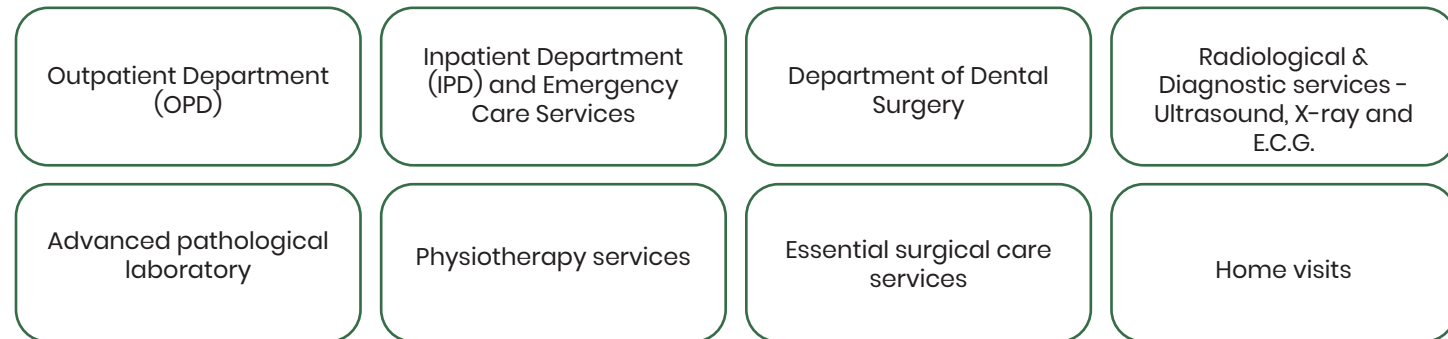 Outpatient Department
(OPD)
Inpatient Department
(IPD) and Emergency
Care Services
Department of Dental
Surgery
Radiological &
Diagnostic services -
Ultrasound, X-ray and
E.C.G.
Advanced pathological
laboratory
Physiotherapy services
Essential surgical care
services
Home visits